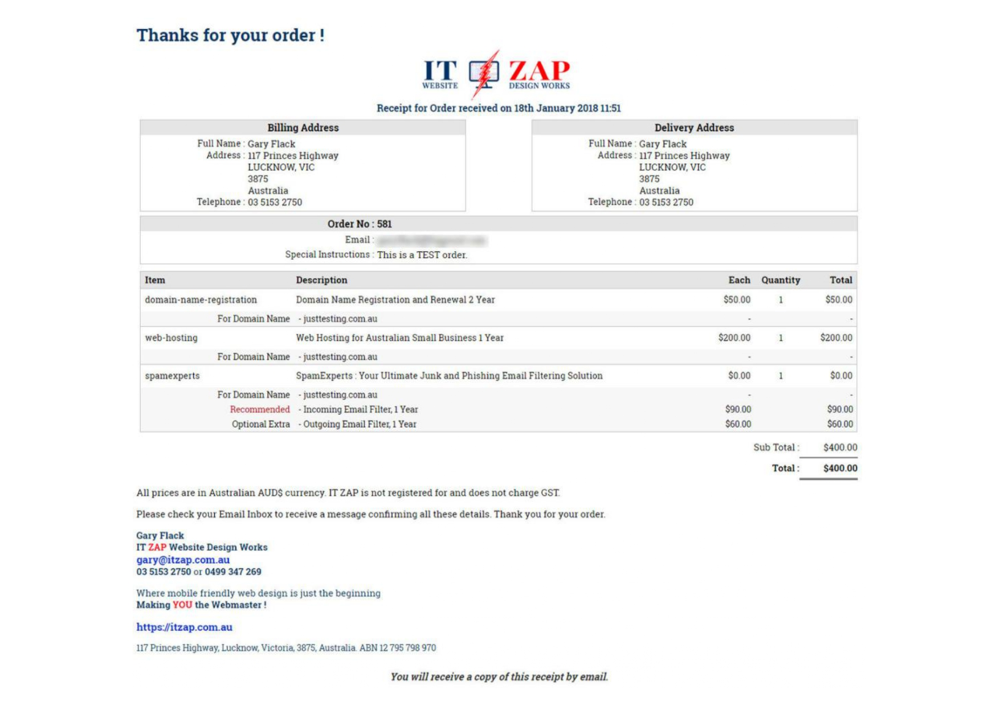 Thanks for your order !
IT ZAP
WEBSITE DESIGN WORKS
Receipt for Order received on 18th January 2018 11:51
Billing Address
Full Name : Gary Flack
Address : 117 Princes Highway
LUCKNOW, VIC
3875
Australia
Telephone : 03 5153 2750
Delivery Address
Full Name : Gary Flack
Address : 117 Princes Highway
LUCKNOW, VIC
3875
Australia
Telephone : 03 5153 2750
Order No : 581
Email :
Special Instructions : This is a TEST order.
Item Description Each Quantity Total
domain-name-registration Domain Name Registration and Renewal 2 Year $50.00 1 $50.00
For Domain Name - justtesting.com.au - -
web-hosting Web Hosting for Australian Small Business 1 Year $200.00 1 $200.00
For Domain Name - justtesting.com.au - -
spamexperts SpamExperts : Your Ultimate Junk and Phishing Email Filtering Solution $0.00 1 $0.00
For Domain Name - justtesting.com.au - -
Recommended - Incoming Email Filter, 1 Year $90.00 $90.00
Optional Extra - Outgoing Email Filter, 1 Year $60.00 $60.00
Sub Total : $400.00
Total : $400.00
All prices are in Australian AUD$ currency. IT ZAP is not registered for and does not charge GST.
Please check your Email Inbox to receive a message confirming all these details. Thank you for your order.
Gary Flack
IT ZAP Website Design Works
gary@itzap.com.au
03 5153 2750 or 0499 347 269
Where mobile friendly web design is just the beginning
Making YOU the Webmaster !
https://itzap.com.au
117 Princes Highway, Lucknow, Victoria, 3875, Australia. ABN 12 795 798 970
You will receive a copy of this receipt by email.